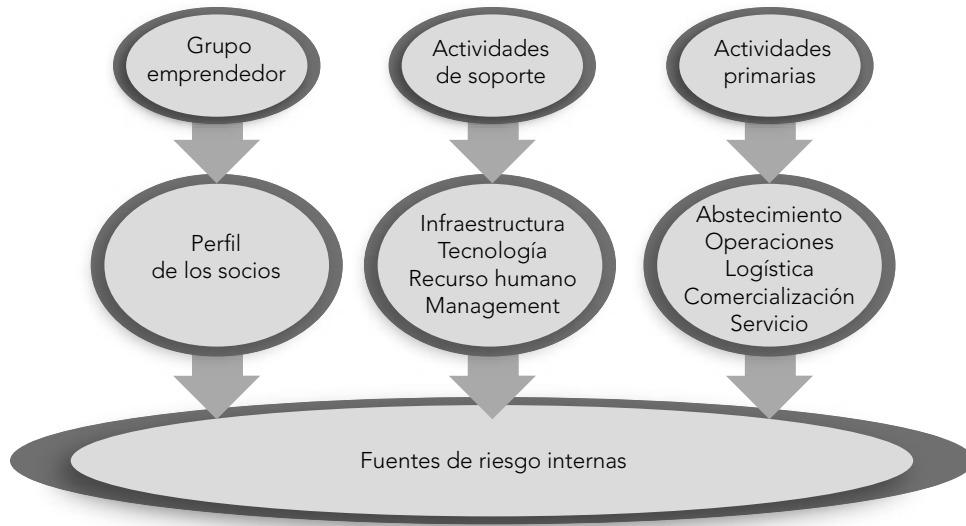 Grupo
emprendedor
Actividades
de soporte
Actividades
primarias
Perfil
de los socios
Infraestructura
Tecnología
Recurso humano
Management
Abastecimiento
Operaciones
Logística
Comercialización
Servicio
Fuentes de riesgo internas